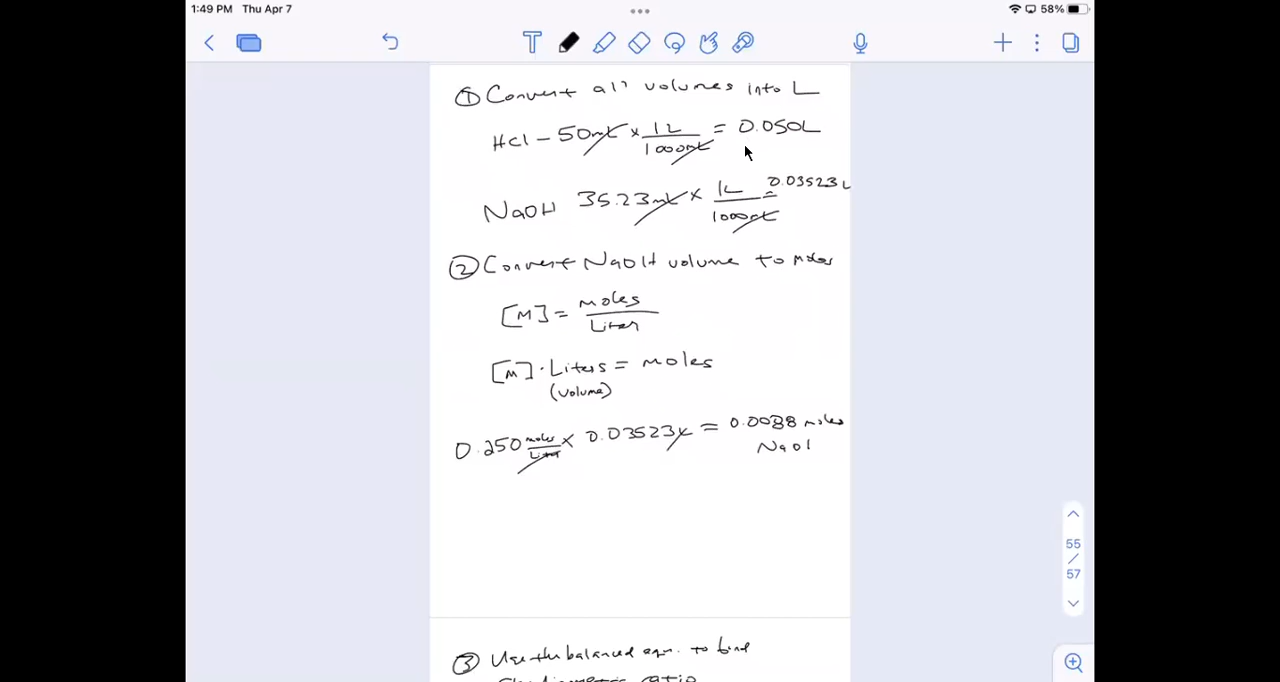 1:49 PM Thu Apr 7
58%
① Convert all volumes into L
HCl - 50mL × 1L / 1000mL = 0.050L
NaOH 35.23mL × 1L / 1000mL = 0.03523 L
② Convert NaOH volume to moles
[M] = moles / Liter
[M] · Liters = moles
(volume)
0.250 moles / Liter × 0.03523L = 0.0088 moles
NaOH
55
/
57
③ Use the balanced eqn. to find
ratio